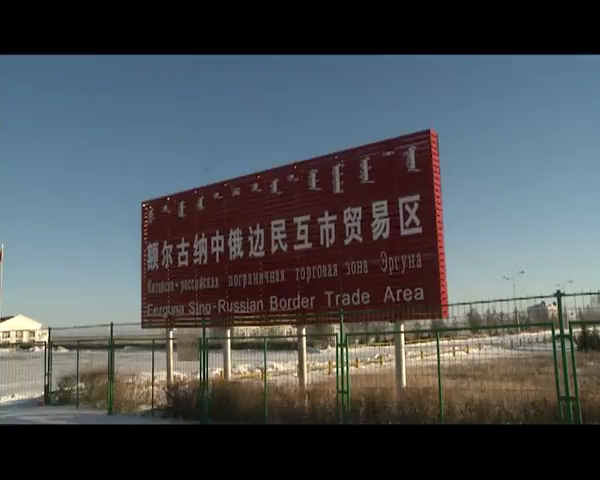 额尔古纳中俄边民互市贸易区
Китайско-российская пограничная торговая зона Эргуна
Eerguna Sino-Russian Border Trade Area